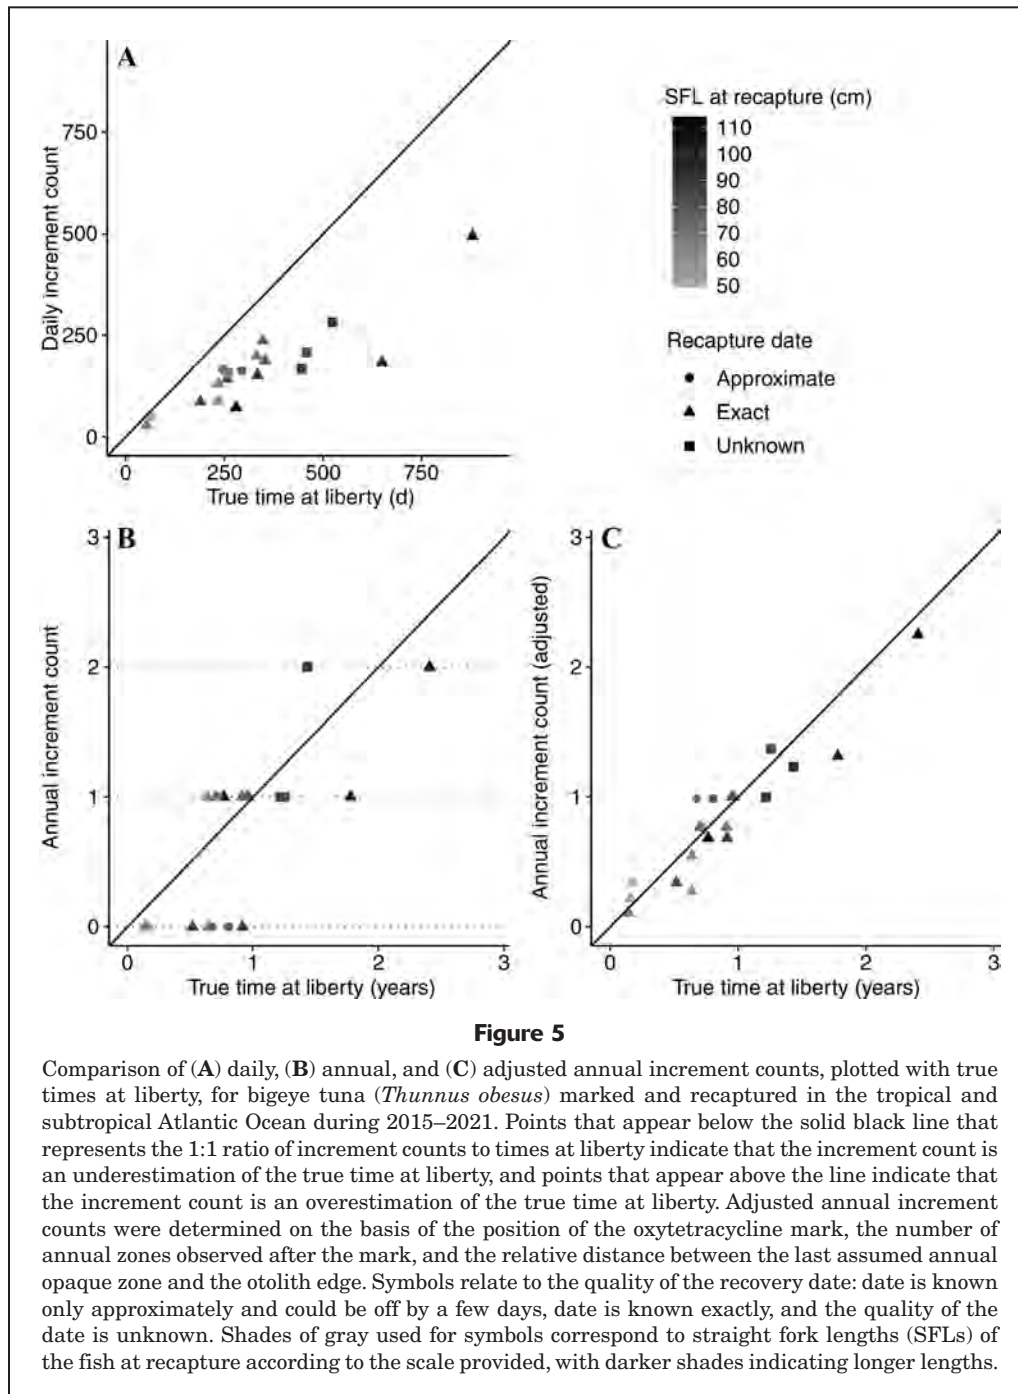 A
750
500
250
0
Daily increment count
0 250 500 750
True time at liberty (d)
SFL at recapture (cm)
110
100
90
80
70
60
50
Recapture date
Approximate
Exact
Unknown
B
3
2
1
0
Annual increment count
0 1 2 3
True time at liberty (years)
C
3
2
1
0
Annual increment count (adjusted)
0 1 2 3
True time at liberty (years)
Figure 5
Comparison of (A) daily, (B) annual, and (C) adjusted annual increment counts, plotted with true
times at liberty, for bigeye tuna (Thunnus obesus) marked and recaptured in the tropical and
subtropical Atlantic Ocean during 2015–2021. Points that appear below the solid black line that
represents the 1:1 ratio of increment counts to times at liberty indicate that the increment count is
an underestimation of the true time at liberty, and points that appear above the line indicate that
the increment count is an overestimation of the true time at liberty. Adjusted annual increment
counts were determined on the basis of the position of the oxytetracycline mark, the number of
annual zones observed after the mark, and the relative distance between the last assumed annual
opaque zone and the otolith edge. Symbols relate to the quality of the recovery date: date is known
only approximately and could be off by a few days, date is known exactly, and the quality of the
date is unknown. Shades of gray used for symbols correspond to straight fork lengths (SFLs) of
the fish at recapture according to the scale provided, with darker shades indicating longer lengths.